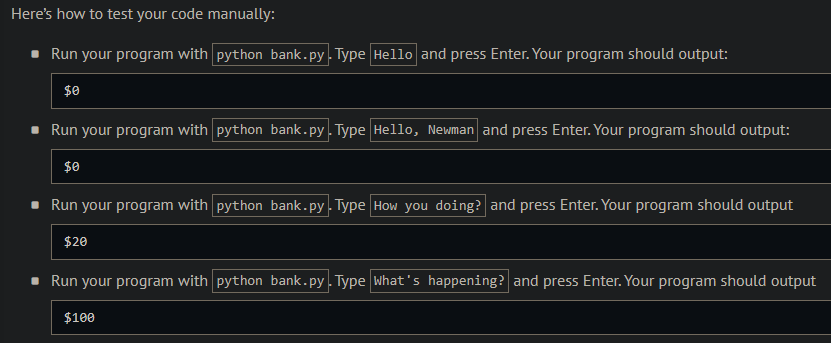 Here’s how to test your code manually:
Run your program with python bank.py. Type Hello and press Enter. Your program should output:
$0
Run your program with python bank.py. Type Hello, Newman and press Enter. Your program should output:
$0
Run your program with python bank.py. Type How you doing? and press Enter. Your program should output
$20
Run your program with python bank.py. Type What's happening? and press Enter. Your program should output
$100